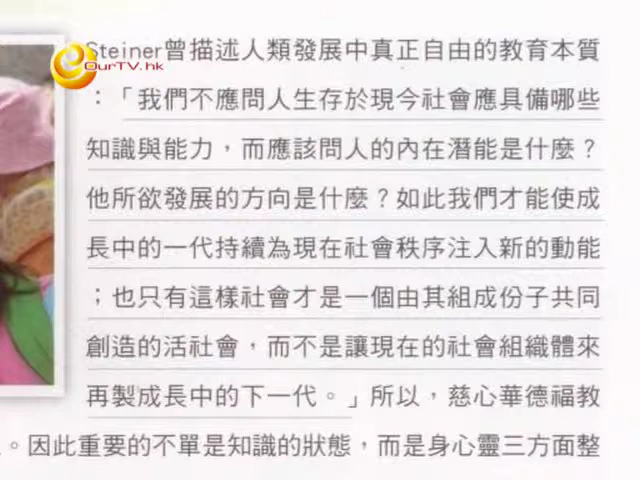 OurTV.hk
Steiner曾描述人類發展中真正自由的教育本質
：「我們不應問人生存於現今社會應具備哪些
知識與能力，而應該問人的內在潛能是什麼？
他所欲發展的方向是什麼？如此我們才能使成
長中的一代持續為現在社會秩序注入新的動能
；也只有這樣社會才是一個由其組成份子共同
創造的活社會，而不是讓現在的社會組織體來
再製成長中的下一代。」所以，慈心華德福教
。因此重要的不單是知識的狀態，而是身心靈三方面整